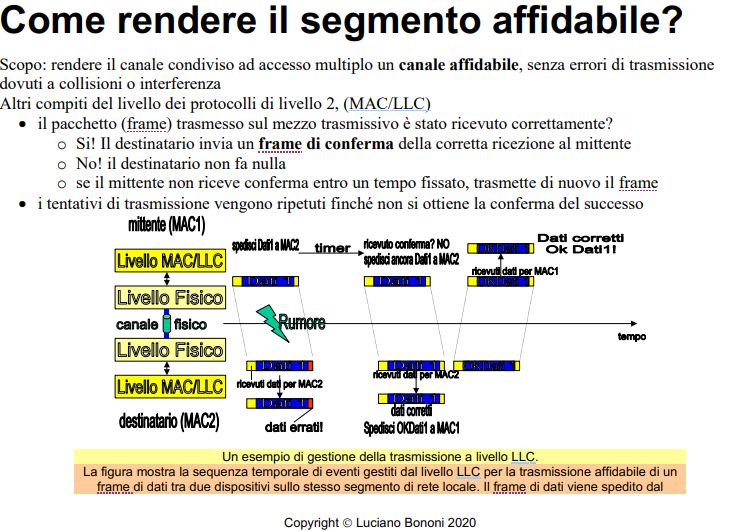 Come rendere il segmento affidabile?
Scopo: rendere il canale condiviso ad accesso multiplo un canale affidabile, senza errori di trasmissione
dovuti a collisioni o interferenza
Altri compiti del livello dei protocolli di livello 2, (MAC/LLC)
• il pacchetto (frame) trasmesso sul mezzo trasmissivo è stato ricevuto correttamente?
o Si! Il destinatario invia un frame di conferma della corretta ricezione al mittente
o No! il destinatario non fa nulla
o se il mittente non riceve conferma entro un tempo fissato, trasmette di nuovo il frame
• i tentativi di trasmissione vengono ripetuti finché non si ottiene la conferma del successo
mittente (MAC1)
spedisci Dati1 a MAC2
timer
ricevuto conferma? NO
spedisci ancora Dati1 a MAC2
Dati corretti
Ok Dati1!
Livello MAC/LLC
ricevuti dati per MAC1
Dati 1
Dati 1
Livello Fisico
canale fisico
Rumore
tempo
Livello Fisico
Dati 1
Dati 1
ricevuti dati per MAC2
ricevuti dati per MAC2
Livello MAC/LLC
Dati 1
Dati 1
dati corretti
destinatario (MAC2)
dati errati!
Spedisci OKDati1 a MAC1
Un esempio di gestione della trasmissione a livello LLC.
La figura mostra la sequenza temporale di eventi gestiti dal livello LLC per la trasmissione affidabile di un
frame di dati tra due dispositivi sullo stesso segmento di rete locale. Il frame di dati viene spedito dal
Copyright © Luciano Bononi 2020